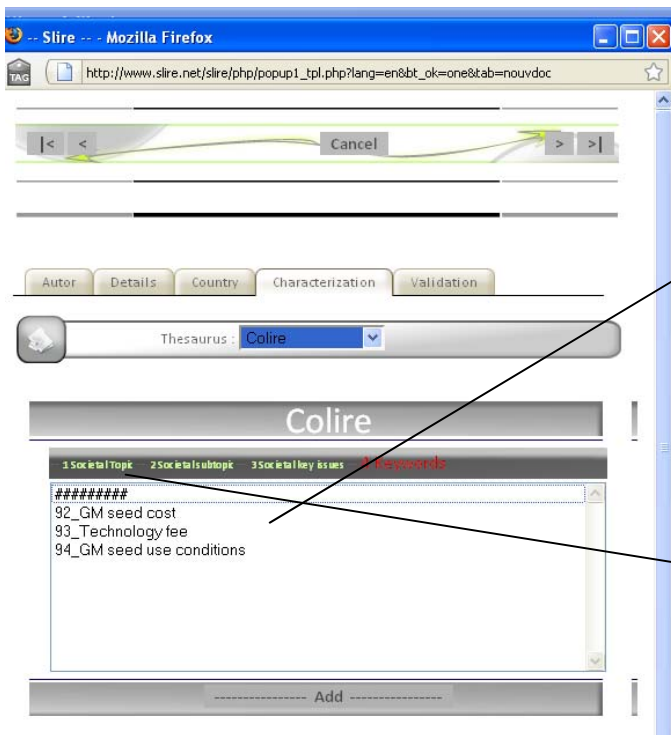 -- Slire -- - Mozilla Firefox
TAG http://www.slire.net/slire/php/popup1_tpl.php?lang=en&bt_ok=one&tab=nouvdoc
|< < Cancel > >|
Autor Details Country Characterization Validation
Thesaurus : Colire
Colire
1 Societal Topic 2 Societal subtopic 3 Societal key issues 4 Keywords
#########
92_GM seed cost
93_Technology fee
94_GM seed use conditions
---------------- Add ----------------